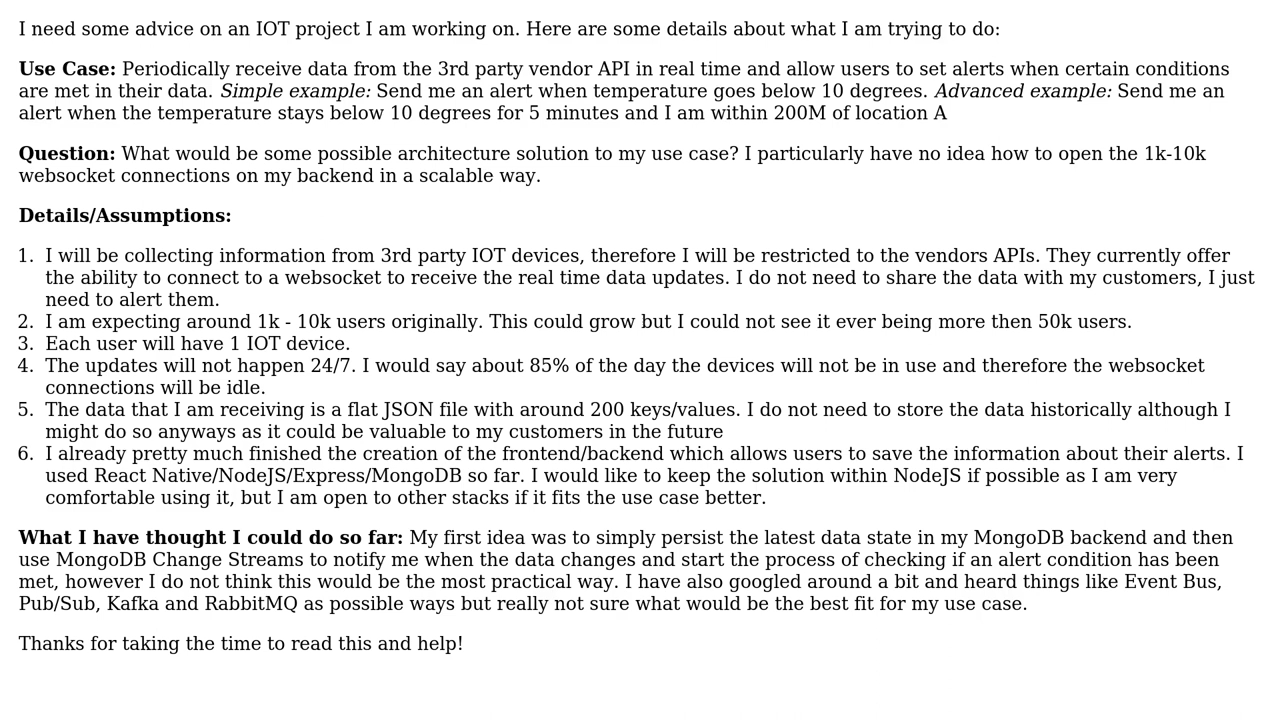 I need some advice on an IOT project I am working on. Here are some details about what I am trying to do:
Use Case: Periodically receive data from the 3rd party vendor API in real time and allow users to set alerts when certain conditions
are met in their data. Simple example: Send me an alert when temperature goes below 10 degrees. Advanced example: Send me an
alert when the temperature stays below 10 degrees for 5 minutes and I am within 200M of location A
Question: What would be some possible architecture solution to my use case? I particularly have no idea how to open the 1k-10k
websocket connections on my backend in a scalable way.
Details/Assumptions:
1. I will be collecting information from 3rd party IOT devices, therefore I will be restricted to the vendors APIs. They currently offer
the ability to connect to a websocket to receive the real time data updates. I do not need to share the data with my customers, I just
need to alert them.
2. I am expecting around 1k - 10k users originally. This could grow but I could not see it ever being more then 50k users.
3. Each user will have 1 IOT device.
4. The updates will not happen 24/7. I would say about 85% of the day the devices will not be in use and therefore the websocket
connections will be idle.
5. The data that I am receiving is a flat JSON file with around 200 keys/values. I do not need to store the data historically although I
might do so anyways as it could be valuable to my customers in the future
6. I already pretty much finished the creation of the frontend/backend which allows users to save the information about their alerts. I
used React Native/NodeJS/Express/MongoDB so far. I would like to keep the solution within NodeJS if possible as I am very
comfortable using it, but I am open to other stacks if it fits the use case better.
What I have thought I could do so far: My first idea was to simply persist the latest data state in my MongoDB backend and then
use MongoDB Change Streams to notify me when the data changes and start the process of checking if an alert condition has been
met, however I do not think this would be the most practical way. I have also googled around a bit and heard things like Event Bus,
Pub/Sub, Kafka and RabbitMQ as possible ways but really not sure what would be the best fit for my use case.
Thanks for taking the time to read this and help!